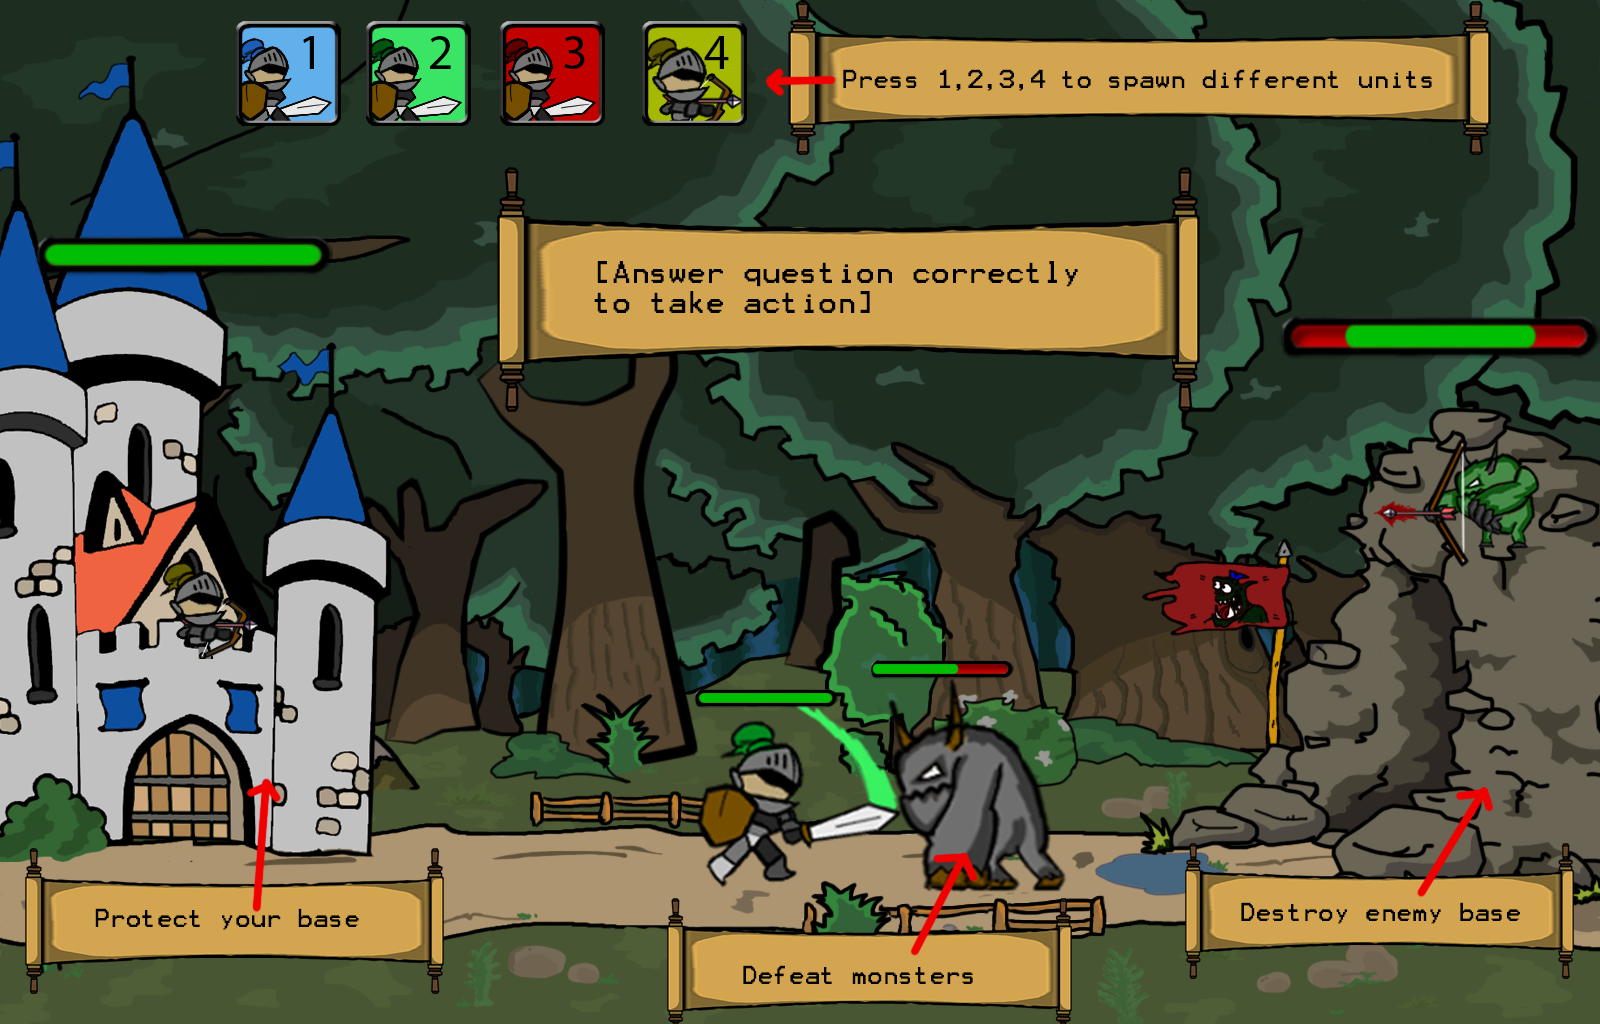 1
2
3
4
Press 1,2,3,4 to spawn different units
[Answer question correctly
to take action]
Protect your base
Defeat monsters
Destroy enemy base